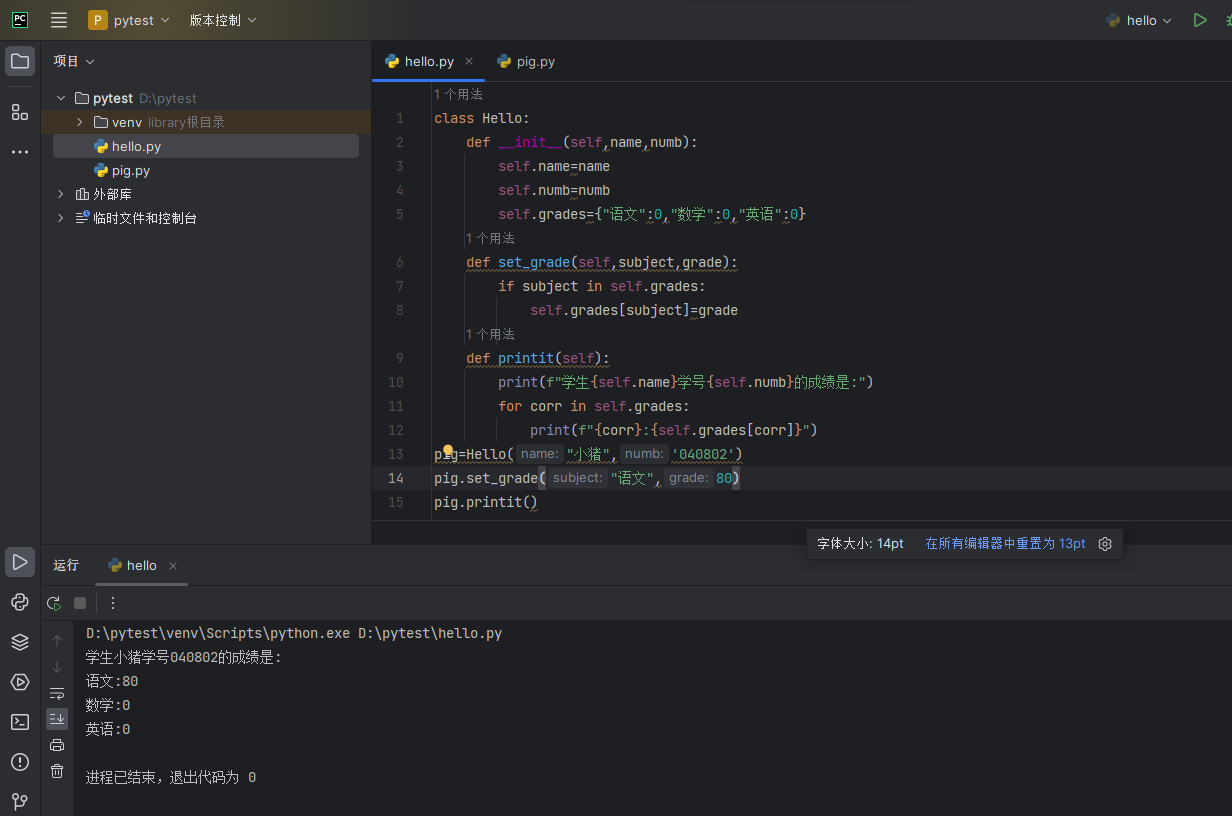 PC
P pytest 版本控制 hello
项目
pytest D:\pytest
venv library根目录
hello.py
pig.py
外部库
临时文件和控制台
hello.py pig.py
1 个用法
1 class Hello:
2 def __init__(self,name,numb):
3 self.name=name
4 self.numb=numb
5 self.grades={"语文":0,"数学":0,"英语":0}
1 个用法
6 def set_grade(self,subject,grade):
7 if subject in self.grades:
8 self.grades[subject]=grade
1 个用法
9 def printit(self):
10 print(f"学生{self.name}学号{self.numb}的成绩是:")
11 for corr in self.grades:
12 print(f"{corr}:{self.grades[corr]}")
13 pig=Hello( name: "小猪", numb: '040802')
14 pig.set_grade( subject: "语文", grade: 80)
15 pig.printit()
字体大小: 14pt 在所有编辑器中重置为 13pt
运行 hello
D:\pytest\venv\Scripts\python.exe D:\pytest\hello.py
学生小猪学号040802的成绩是:
语文:80
数学:0
英语:0
进程已结束，退出代码为 0